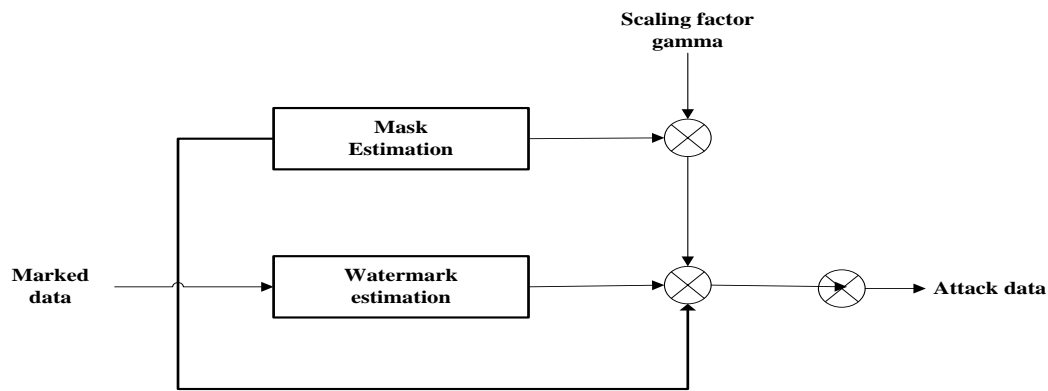 Scaling factor
gamma
Mask
Estimation
Marked
data
Watermark
estimation
Attack data